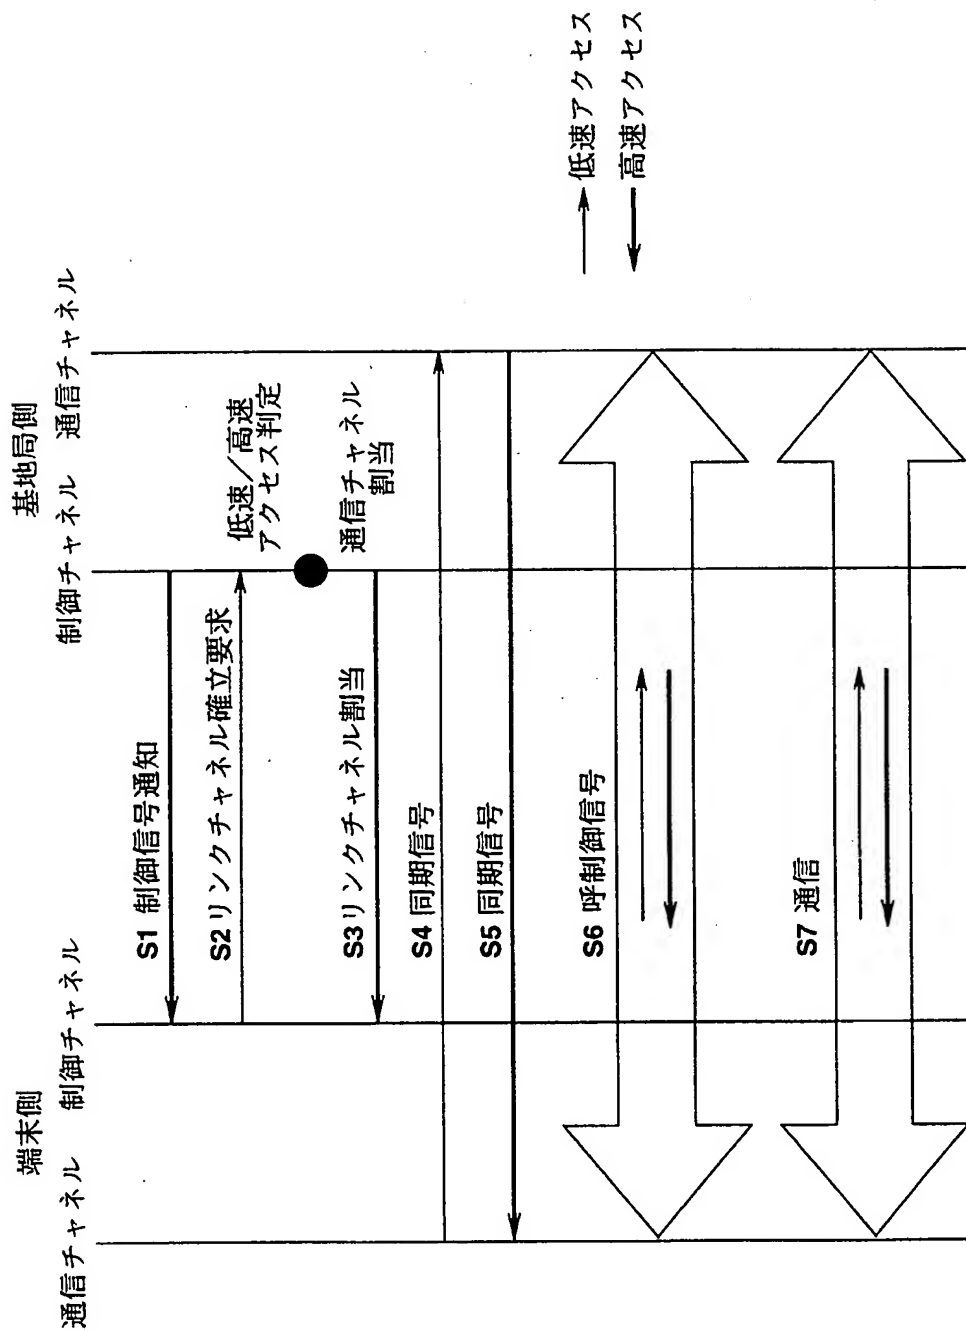 端末側
通信チャネル 制御チャネル
基地局側
制御チャネル 通信チャネル
S1 制御信号通知
S2リンクチャネル確立要求
低速／高速
アクセス判定
通信チャネル
割当
S3リンクチャネル割当
S4 同期信号
S5 同期信号
S6 呼制御信号
S7 通信
低速アクセス
高速アクセス